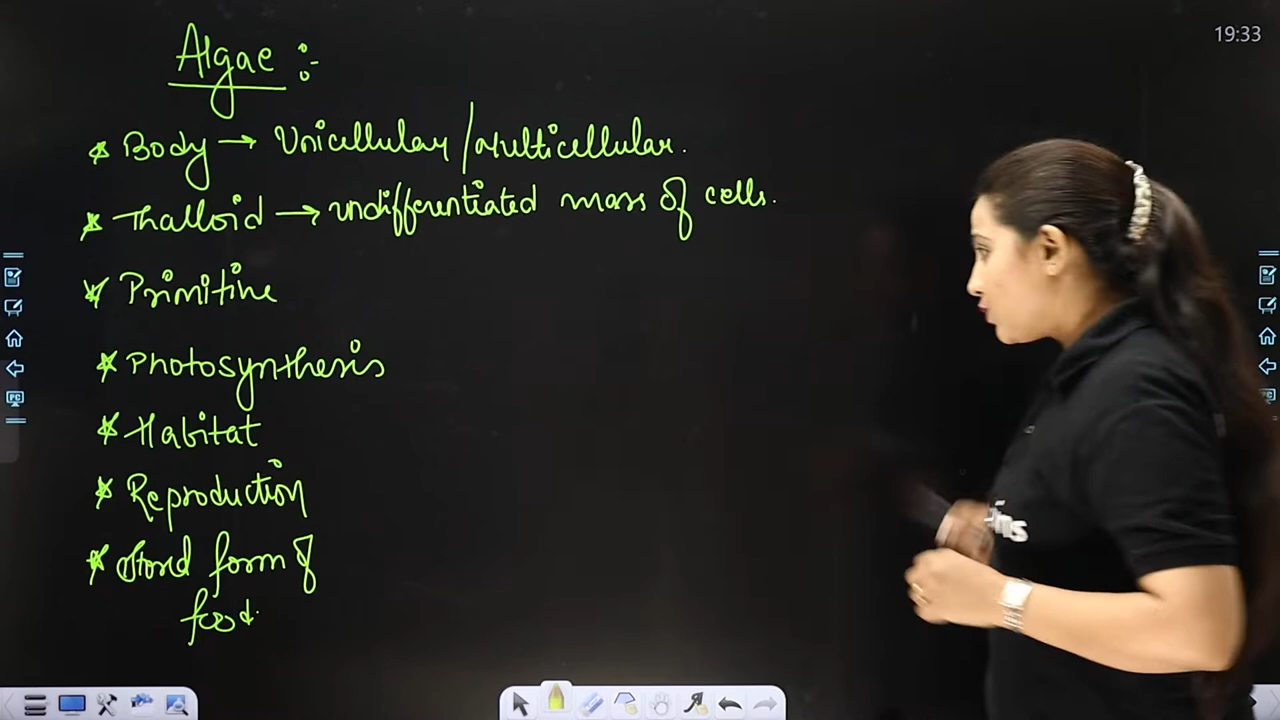 19:33
Algae :-
* Body → Unicellular / Multicellular.
* Thalloid → undifferentiated mass of cells.
* Primitive
* Photosynthesis
* Habitat
* Reproduction
* Stored form of
food.